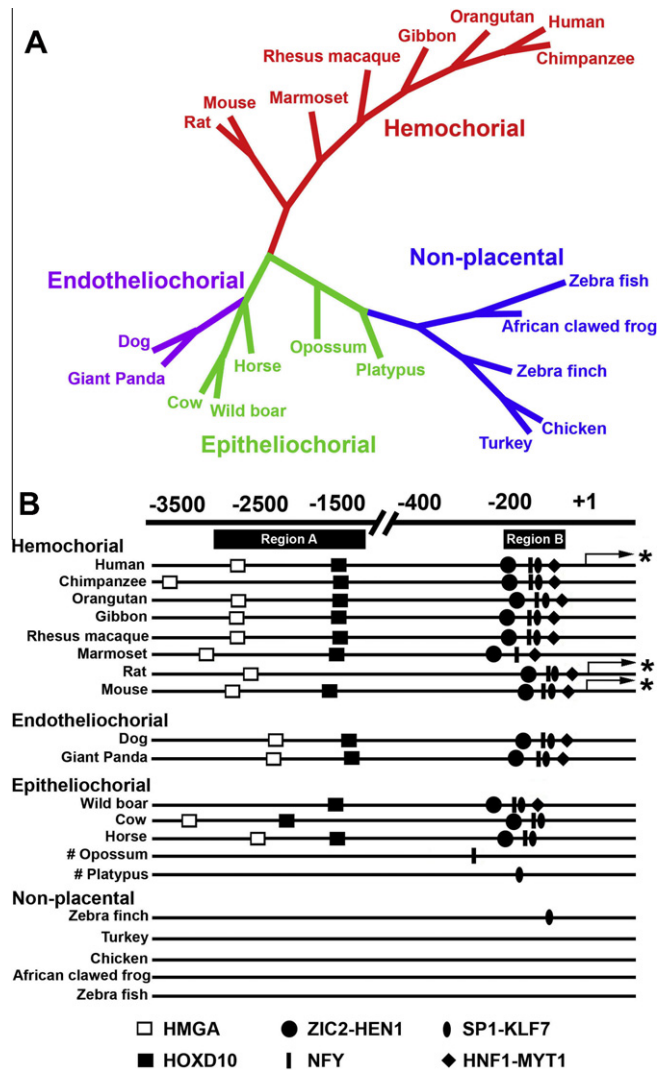 A
Orangutan
Human
Gibbon
Chimpanzee
Rhesus macaque
Mouse
Marmoset
Rat
Hemochorial
Non-placental
Endotheliochorial
Zebra fish
Dog
African clawed frog
Horse
Opossum
Giant Panda
Platypus
Zebra finch
Cow
Wild boar
Chicken
Epitheliochorial
Turkey
B
-3500 -2500 -1500 -400 -200 +1
Region A Region B
Hemochorial
Human *
Chimpanzee
Orangutan
Gibbon
Rhesus macaque
Marmoset
Rat *
Mouse *
Endotheliochorial
Dog
Giant Panda
Epitheliochorial
Wild boar
Cow
Horse
# Opossum
# Platypus
Non-placental
Zebra finch
Turkey
Chicken
African clawed frog
Zebra fish
HMGA ZIC2-HEN1 SP1-KLF7
HOXD10 NFY HNF1-MYT1